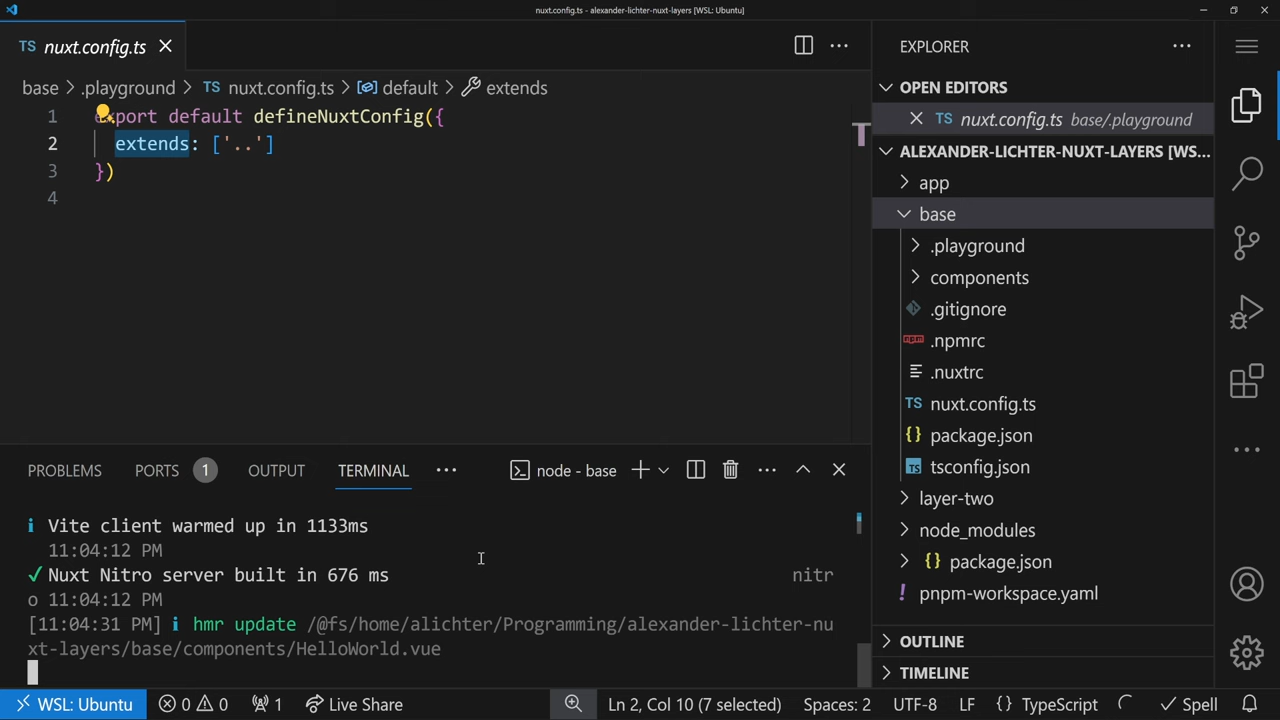 nuxt.config.ts - alexander-lichter-nuxt-layers [WSL: Ubuntu]
TS nuxt.config.ts
base > .playground > TS nuxt.config.ts > default > extends
1 export default defineNuxtConfig({
2 extends: ['..']
3 })
4
PROBLEMS PORTS 1 OUTPUT TERMINAL ... node - base
i Vite client warmed up in 1133ms
11:04:12 PM
✓ Nuxt Nitro server built in 676 ms nitr
o 11:04:12 PM
[11:04:31 PM] i hmr update /@fs/home/alichter/Programming/alexander-lichter-nu
xt-layers/base/components/HelloWorld.vue
EXPLORER
OPEN EDITORS
TS nuxt.config.ts base/.playground
ALEXANDER-LICHTER-NUXT-LAYERS [WS...
app
base
.playground
components
.gitignore
.npmrc
.nuxtrc
TS nuxt.config.ts
{} package.json
TS tsconfig.json
layer-two
node_modules
{} package.json
! pnpm-workspace.yaml
OUTLINE
TIMELINE
WSL: Ubuntu 0 0 1 Live Share Ln 2, Col 10 (7 selected) Spaces: 2 UTF-8 LF {} TypeScript Spell